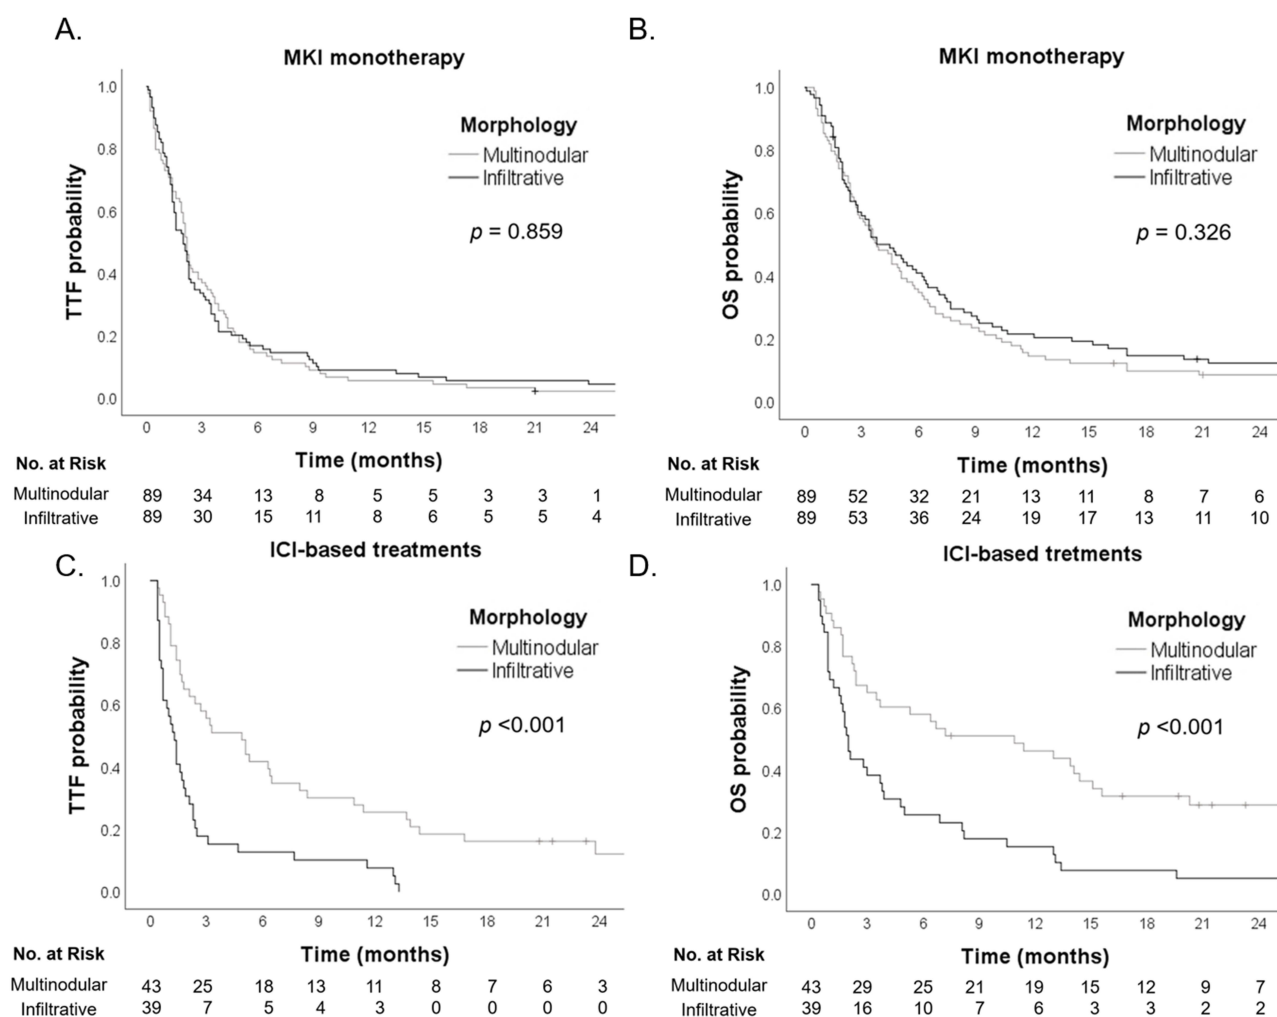 A.
MKI monotherapy
TTF probability
1.0
0.8
0.6
0.4
0.2
0.0
Morphology
Multinodular
Infiltrative
p = 0.859
0 3 6 9 12 15 18 21 24
Time (months)
No. at Risk
Multinodular 89 34 13 8 5 5 3 3 1
Infiltrative 89 30 15 11 8 6 5 5 4
B.
MKI monotherapy
OS probability
1.0
0.8
0.6
0.4
0.2
0.0
Morphology
Multinodular
Infiltrative
p = 0.326
0 3 6 9 12 15 18 21 24
Time (months)
No. at Risk
Multinodular 89 52 32 21 13 11 8 7 6
Infiltrative 89 53 36 24 19 17 13 11 10
C.
ICI-based treatments
TTF probability
1.0
0.8
0.6
0.4
0.2
0.0
Morphology
Multinodular
Infiltrative
p <0.001
0 3 6 9 12 15 18 21 24
Time (months)
No. at Risk
Multinodular 43 25 18 13 11 8 7 6 3
Infiltrative 39 7 5 4 3 0 0 0 0
D.
ICI-based tretments
OS probability
1.0
0.8
0.6
0.4
0.2
0.0
Morphology
Multinodular
Infiltrative
p <0.001
0 3 6 9 12 15 18 21 24
Time (months)
No. at Risk
Multinodular 43 29 25 21 19 15 12 9 7
Infiltrative 39 16 10 7 6 3 3 2 2